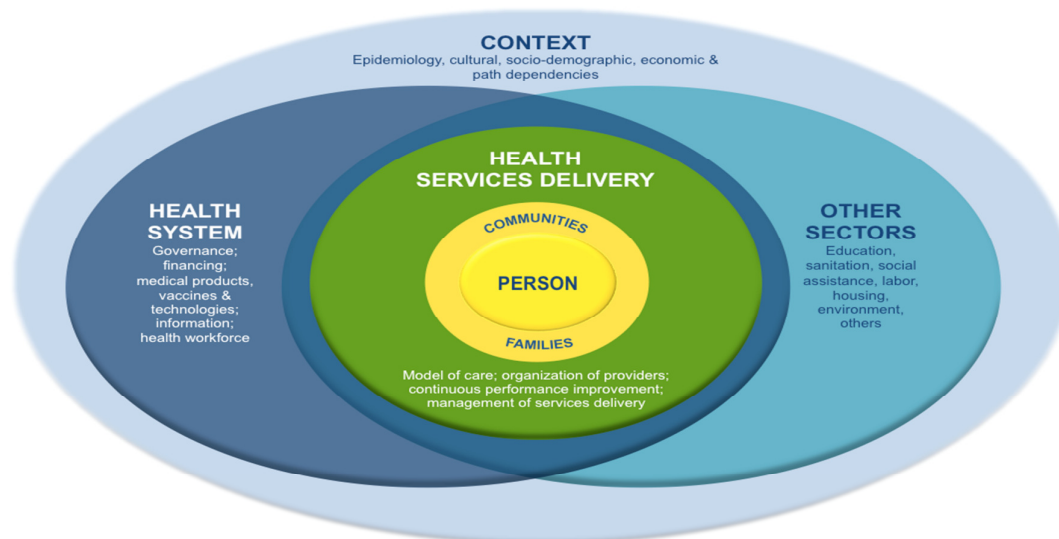 CONTEXT
Epidemiology, cultural, socio-demographic, economic &
path dependencies
HEALTH
SERVICES DELIVERY
HEALTH
SYSTEM
Governance;
financing;
medical products,
vaccines &
technologies;
information;
health workforce
COMMUNITIES
PERSON
FAMILIES
Model of care; organization of providers;
continuous performance improvement;
management of services delivery
OTHER
SECTORS
Education,
sanitation, social
assistance, labor,
housing,
environment,
others